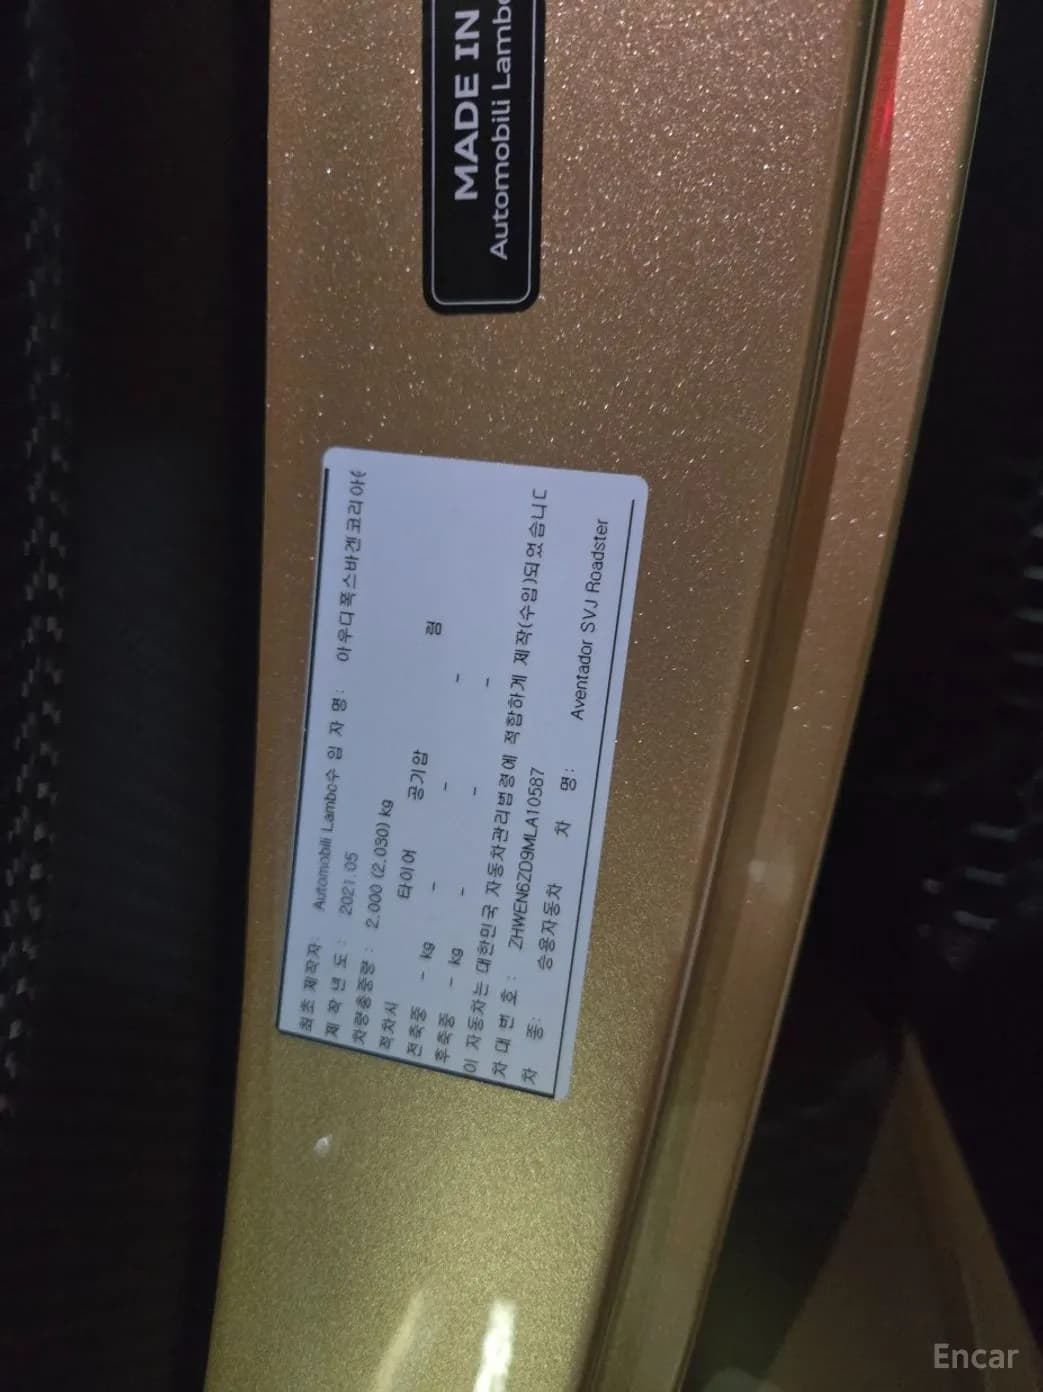 MADE IN
Automobili Lambo
최초 제작자: Automobili Lambo수 입 자 명: 아우디폭스바겐코리아(
제 작 년 도: 2021.05
차량총중량: 2.000 (2.030) kg
적차시 타이어 공기압 림
전축중 - kg - - -
후축중 - kg - - -
이 자동차는 대한민국 자동차관리법령에 적합하게 제작(수입)되었습니다
차 대 번 호: ZHWEN6ZD9MLA10587
차 종: 승용자동차 차 명: Aventador SVJ Roadster
Encar